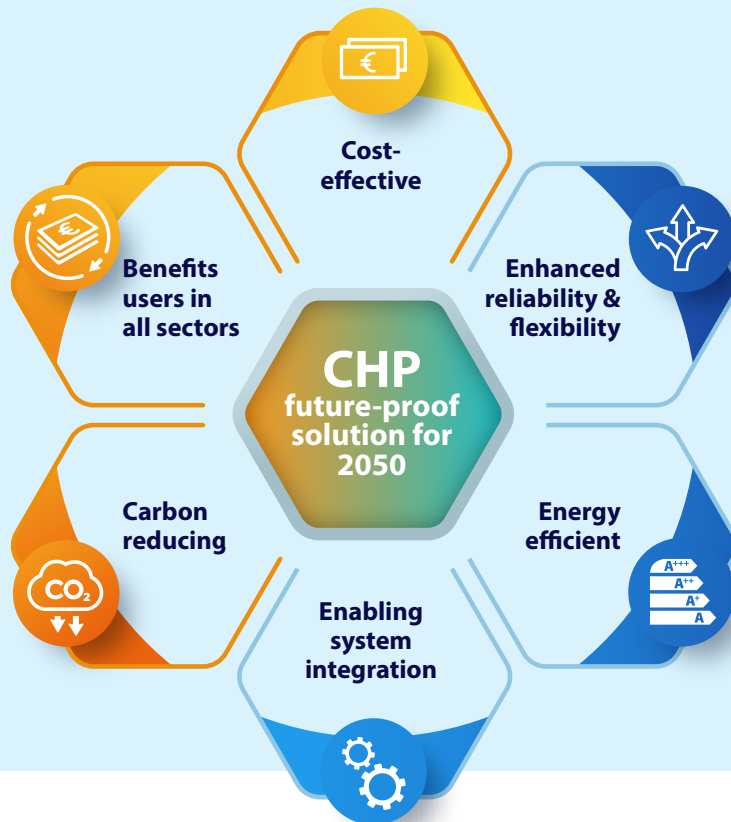 €
Cost-
effective
Enhanced
reliability &
flexibility
Energy
efficient
A+++
A++
A+
A
Enabling
system
integration
Carbon
reducing
CO₂
€
Benefits
users in
all sectors
CHP
future-proof
solution for
2050